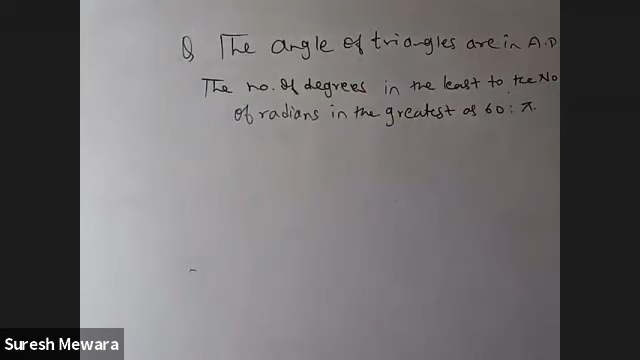 Q The angle of triangles are in A.P
The no. of degrees in the least to the No
of radians in the greatest as 60 : π.
Suresh Mewara